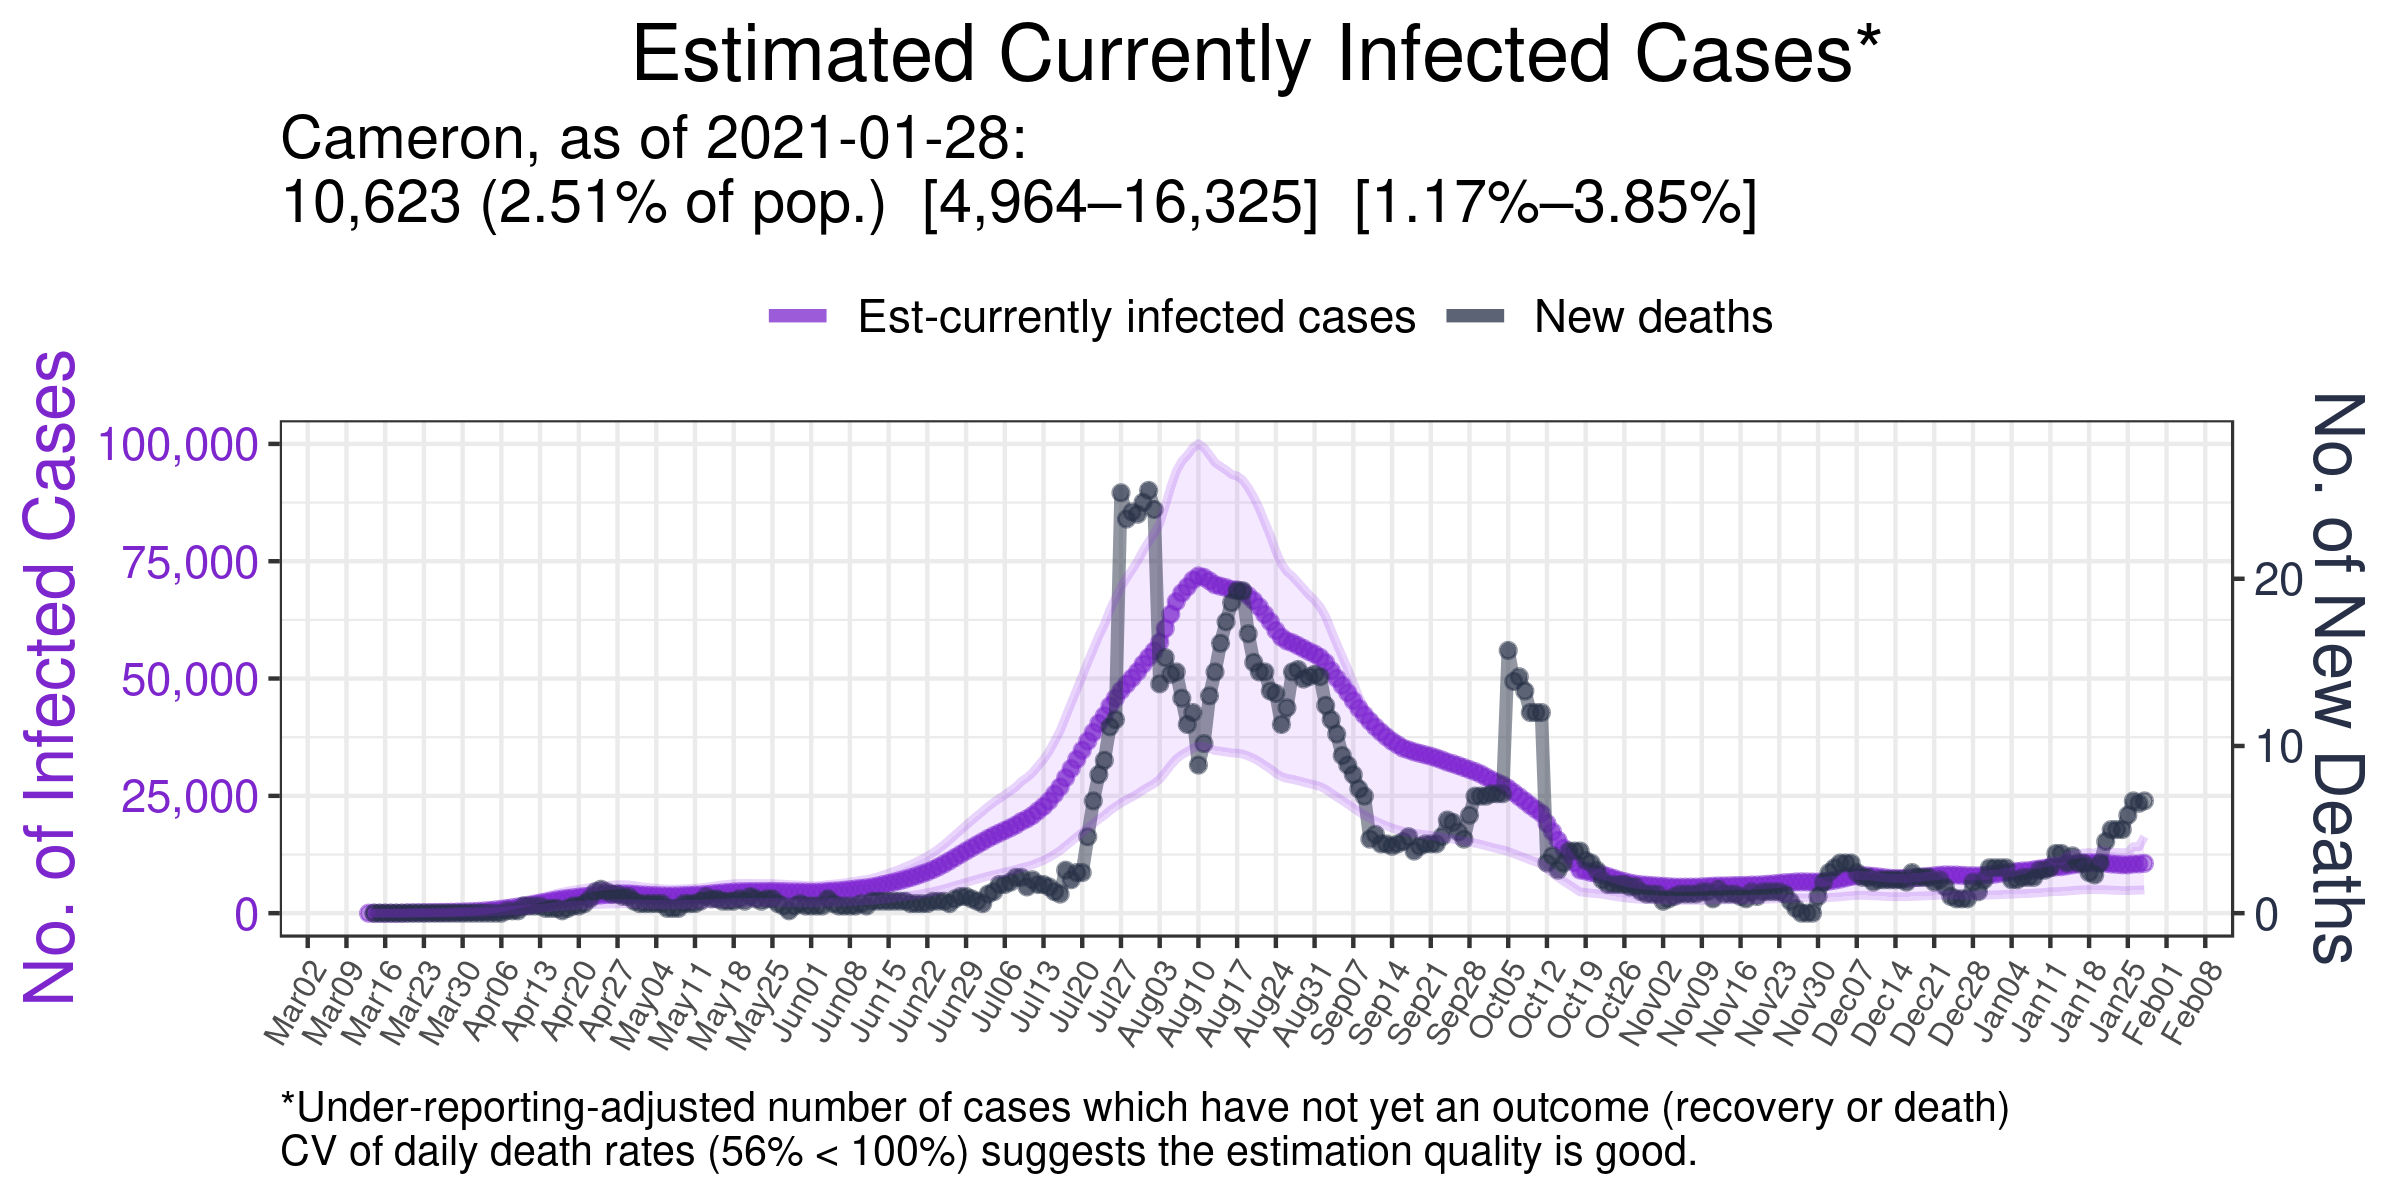 Estimated Currently Infected Cases*
Cameron, as of 2021-01-28:
10,623 (2.51% of pop.) [4,964–16,325] [1.17%–3.85%]
Est-currently infected cases
New deaths
No. of Infected Cases
100,000
75,000
50,000
25,000
0
No. of New Deaths
20
10
0
Mar02
Mar09
Mar16
Mar23
Mar30
Apr06
Apr13
Apr20
Apr27
May04
May11
May18
May25
Jun01
Jun08
Jun15
Jun22
Jun29
Jul06
Jul13
Jul20
Jul27
Aug03
Aug10
Aug17
Aug24
Aug31
Sep07
Sep14
Sep21
Sep28
Oct05
Oct12
Oct19
Oct26
Nov02
Nov09
Nov16
Nov23
Nov30
Dec07
Dec14
Dec21
Dec28
Jan04
Jan11
Jan18
Jan25
Feb01
Feb08
*Under-reporting-adjusted number of cases which have not yet an outcome (recovery or death)
CV of daily death rates (56% < 100%) suggests the estimation quality is good.